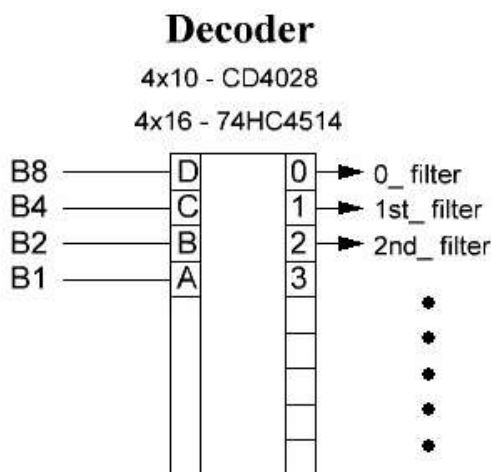 Decoder
4x10 - CD4028
4x16 - 74HC4514
B8 D 0 0_ filter
B4 C 1 1st_ filter
B2 B 2 2nd_ filter
B1 A 3